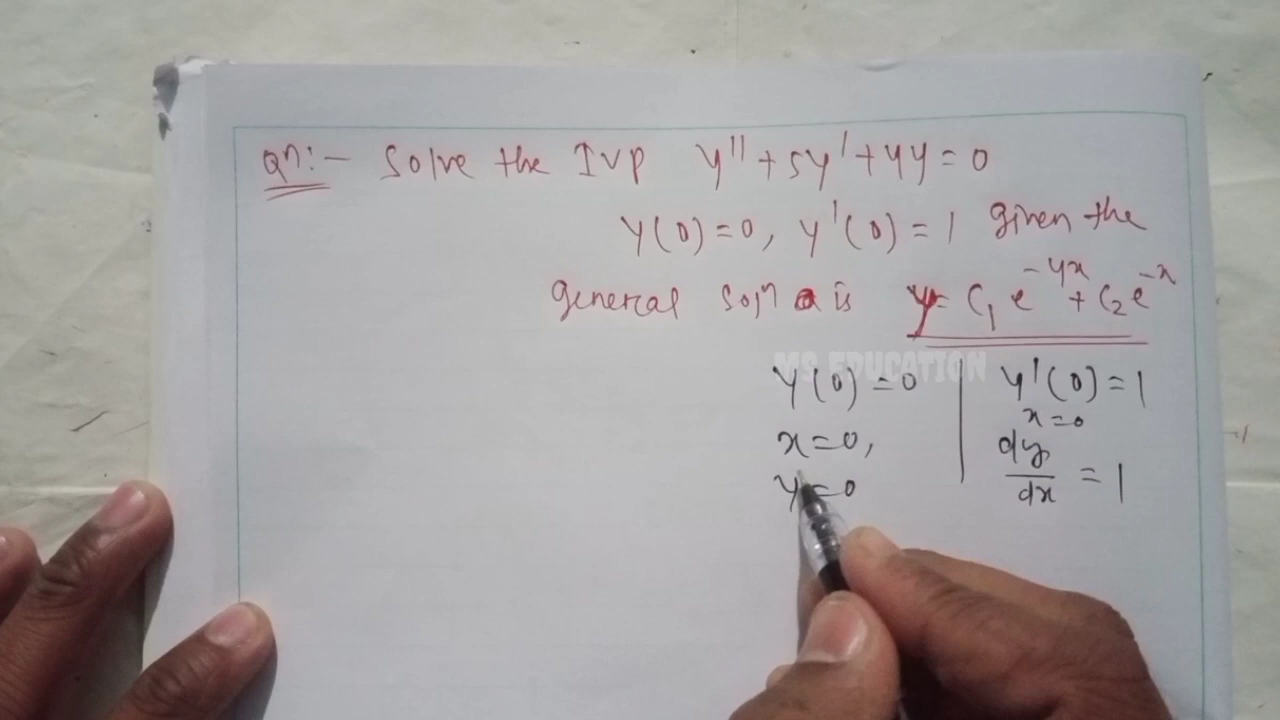 Qn:- Solve the IVP y'' + 5y' + 4y = 0
y(0) = 0, y'(0) = 1 given the
general soln is y = C₁ e^{-4x} + C₂ e^{-x}
MS EDUCATION
y(0) = 0 | y'(0) = 1
x = 0
x = 0,
y = 0
dy/dx = 1